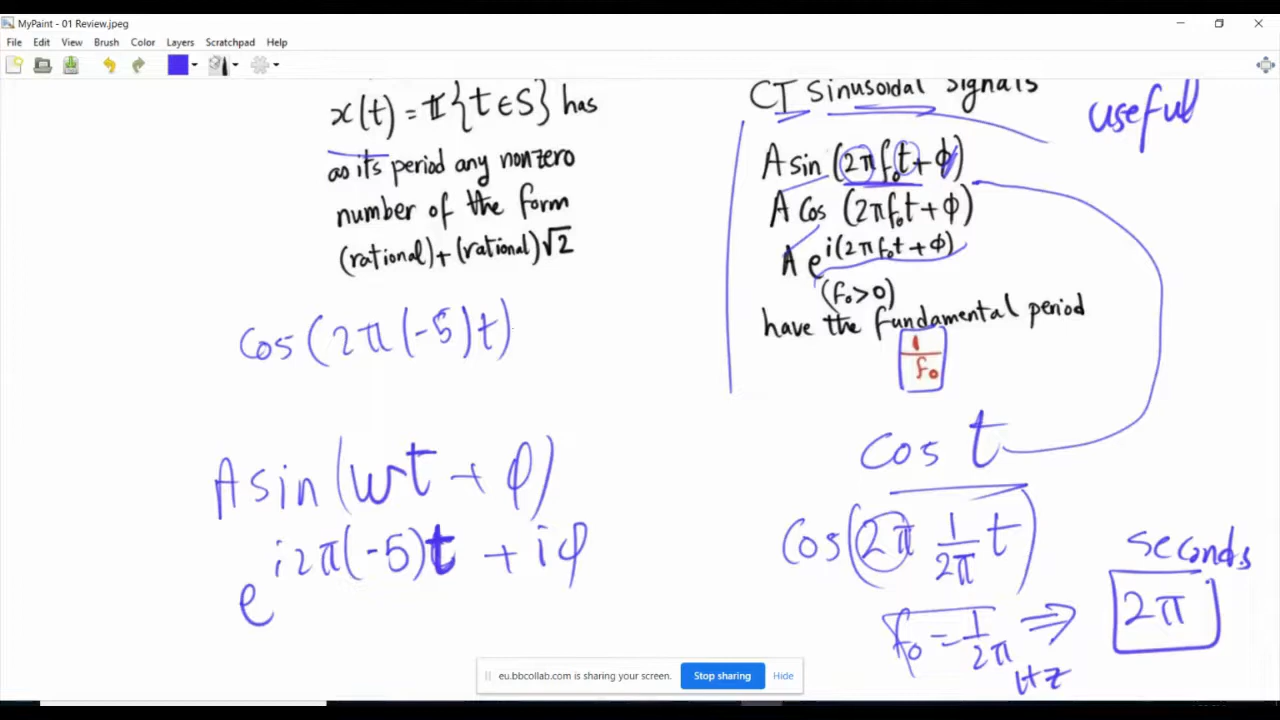 MyPaint - 01 Review.jpeg
File Edit View Brush Color Layers Scratchpad Help
x(t) = 𝕀{t ∈ S} has
as its period any nonzero
number of the form
(rational) + (rational)√2
cos(2π(-5)t)
A sin(wt + φ)
e^{i2π(-5)t + iφ}
CT Sinusoidal signals
useful
A sin (2πf₀t + φ)
A cos (2πf₀t + φ)
A e^{i(2πf₀t + φ)}
(f₀ > 0)
have the fundamental period
1/f₀
cos t
cos(2π 1/2π t)
f₀ = 1/2π Hz ⇒
seconds
2π
eu.bbcollab.com is sharing your screen. Stop sharing Hide